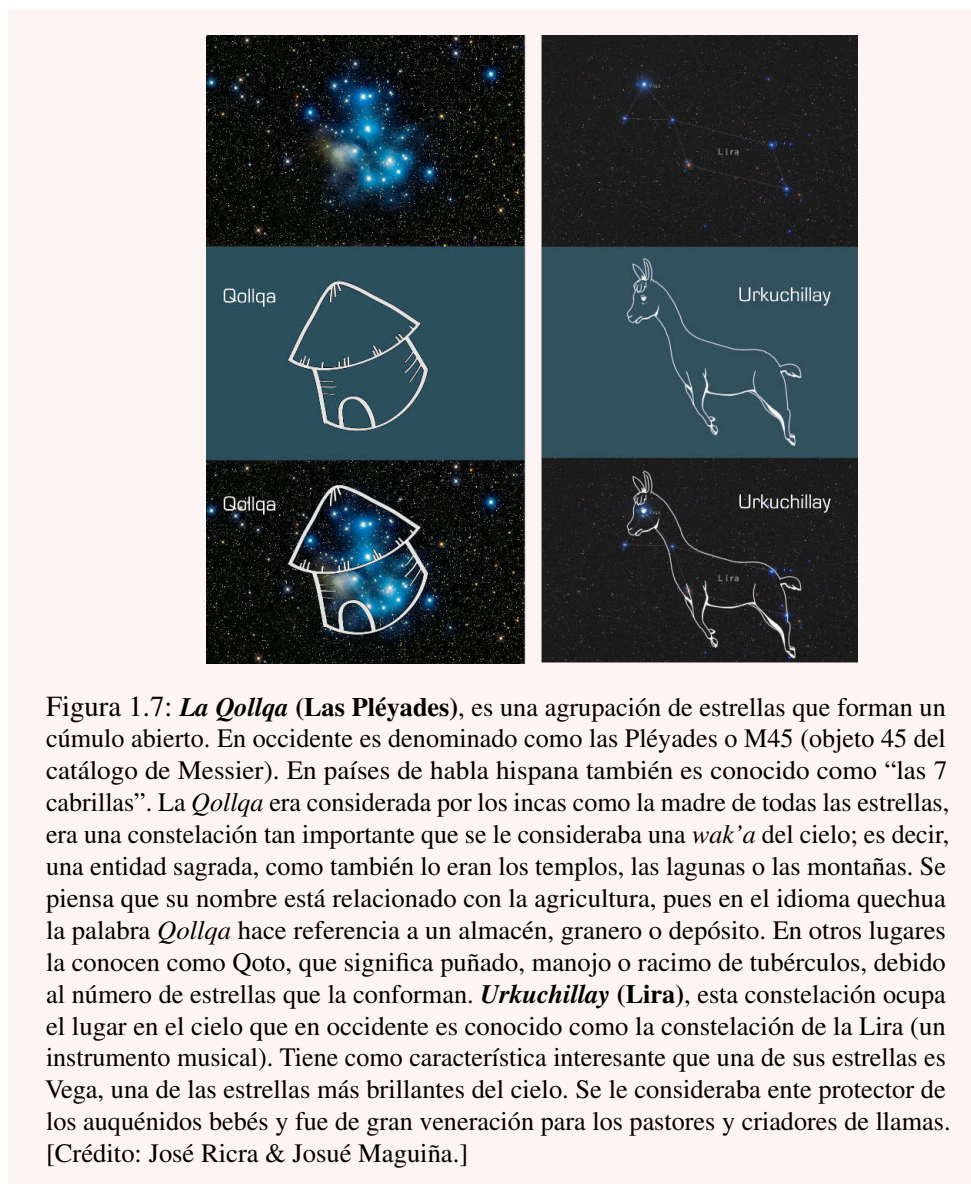 Vega
Lira
Qollqa
Urkuchillay
Qollqa
Urkuchillay
Vega
Lira
Figura 1.7: La Qollqa (Las Pléyades), es una agrupación de estrellas que forman un
cúmulo abierto. En occidente es denominado como las Pléyades o M45 (objeto 45 del
catálogo de Messier). En países de habla hispana también es conocido como “las 7
cabrillas”. La Qollqa era considerada por los incas como la madre de todas las estrellas,
era una constelación tan importante que se le consideraba una wak’a del cielo; es decir,
una entidad sagrada, como también lo eran los templos, las lagunas o las montañas. Se
piensa que su nombre está relacionado con la agricultura, pues en el idioma quechua
la palabra Qollqa hace referencia a un almacén, granero o depósito. En otros lugares
la conocen como Qoto, que significa puñado, manojo o racimo de tubérculos, debido
al número de estrellas que la conforman. Urkuchillay (Lira), esta constelación ocupa
el lugar en el cielo que en occidente es conocido como la constelación de la Lira (un
instrumento musical). Tiene como característica interesante que una de sus estrellas es
Vega, una de las estrellas más brillantes del cielo. Se le consideraba ente protector de
los auquénidos bebés y fue de gran veneración para los pastores y criadores de llamas.
[Crédito: José Ricra & Josué Maguiña.]